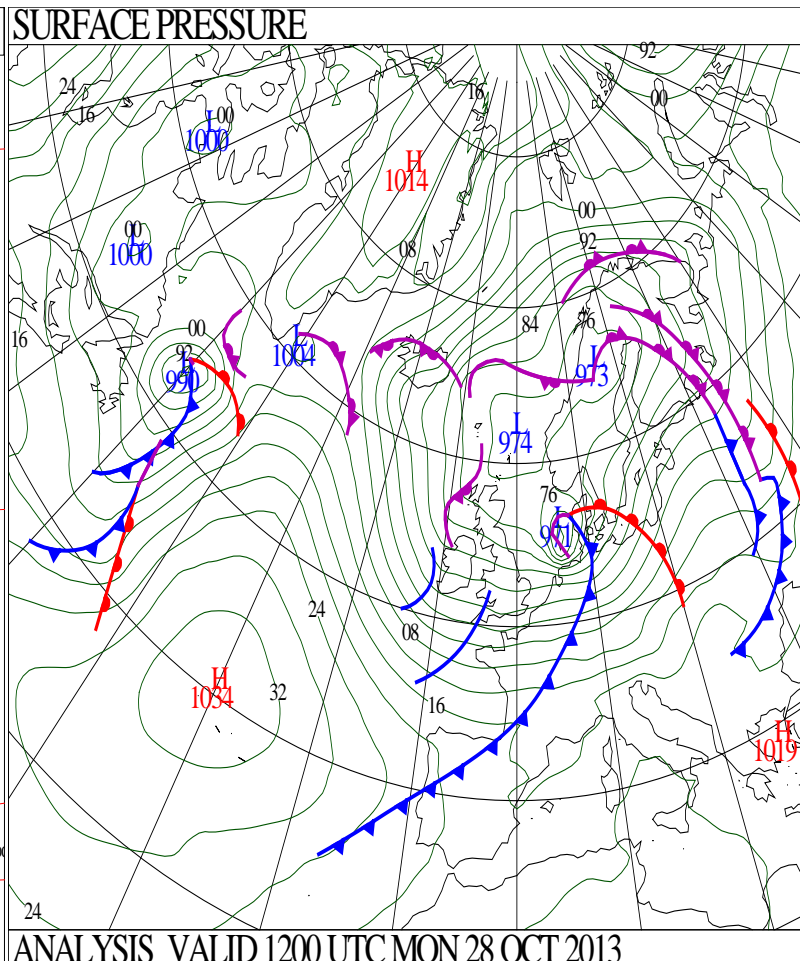 SURFACE PRESSURE
92
24
16
16
00
00
L
1000
H
1014
00
00
L
1000
92
08
16
00
84
76
L
1004
92
L
990
L
973
L
974
76
L
971
24
08
H
1034
32
16
H
1019
24
ANALYSIS VALID 1200 UTC MON 28 OCT 2013